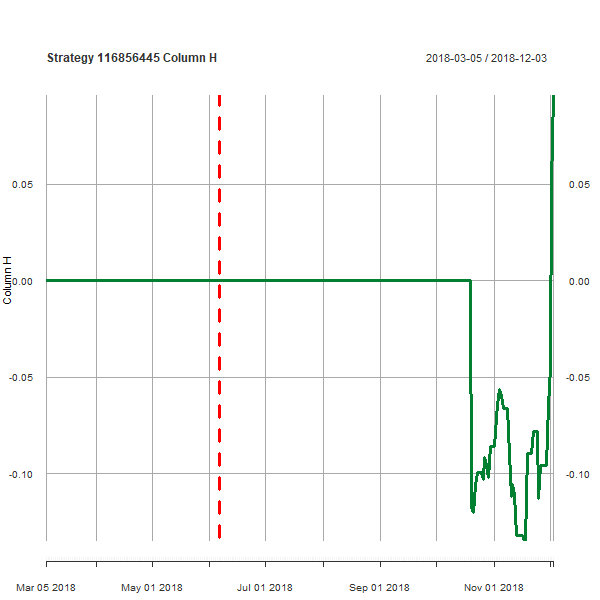 Strategy 116856445 Column H
2018-03-05 / 2018-12-03
Column H
0.05
0.00
-0.05
-0.10
0.05
0.00
-0.05
-0.10
Mar 05 2018
May 01 2018
Jul 01 2018
Sep 01 2018
Nov 01 2018